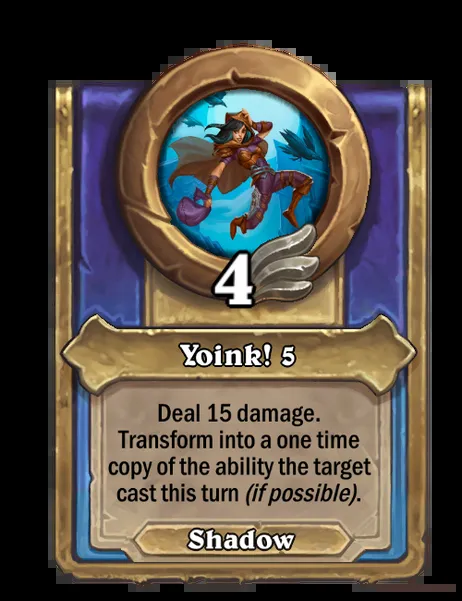 4
Yoink! 5
Deal 15 damage.
Transform into a one time
copy of the ability the target
cast this turn (if possible).
Shadow